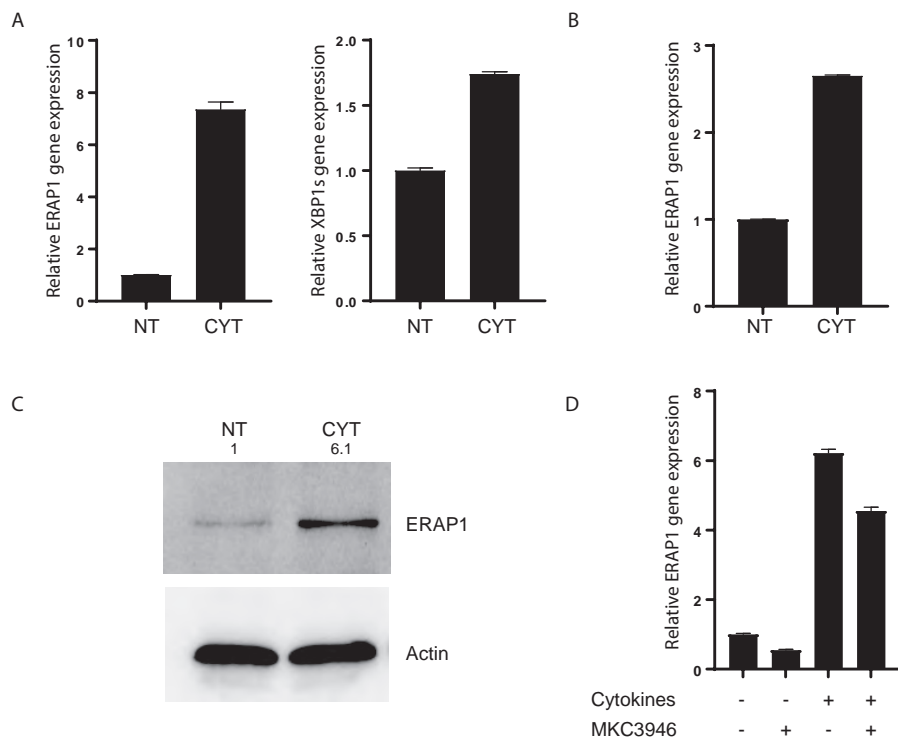 A
Relative ERAP1 gene expression
10
8
6
4
2
0
NT CYT
Relative XBP1s gene expression
2.0
1.5
1.0
0.5
0.0
NT CYT
B
Relative ERAP1 gene expression
3
2
1
0
NT CYT
C
NT CYT
1 6.1
ERAP1
Actin
D
Relative ERAP1 gene expression
8
6
4
2
0
Cytokines - - + +
MKC3946 - + - +